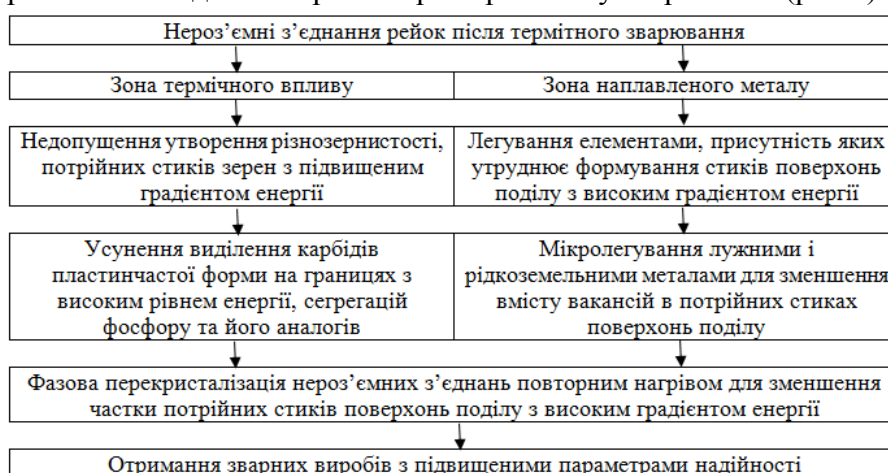 Нероз’ємні з’єднання рейок після термітного зварювання
Зона термічного впливу
Зона наплавленого металу
Недопущення утворення різнозернистості,
потрійних стиків зерен з підвищеним
градієнтом енергії
Легування елементами, присутність яких
утруднює формування стиків поверхонь
поділу з високим градієнтом енергії
Усунення виділення карбідів
пластинчастої форми на границях з
високим рівнем енергії, сегрегацій
фосфору та його аналогів
Мікролегування лужними і
рідкоземельними металами для зменшення
вмісту вакансій в потрійних стиках
поверхонь поділу
Фазова перекристалізація нероз’ємних з’єднань повторним нагрівом для зменшення
частки потрійних стиків поверхонь поділу з високим градієнтом енергії
Отримання зварних виробів з підвищеними параметрами надійності